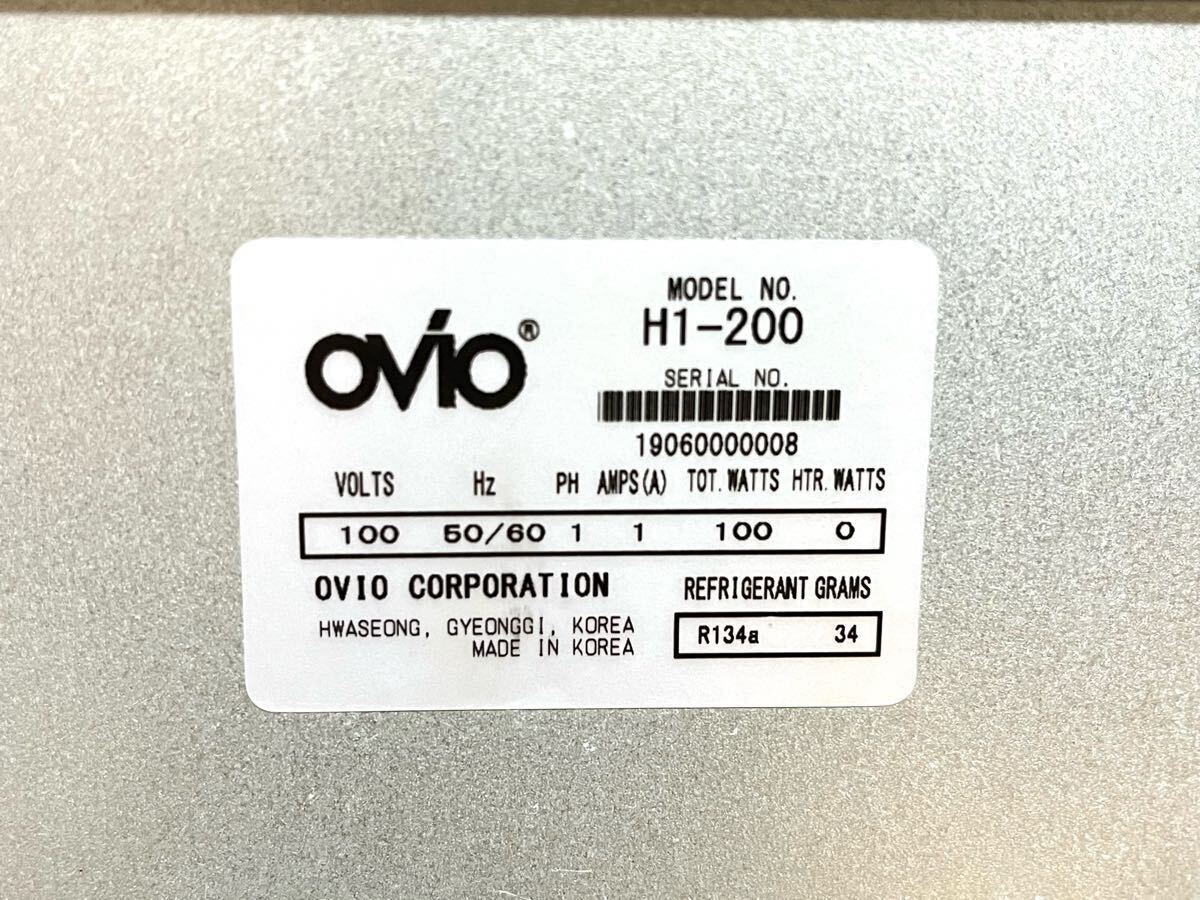 OVIO®
MODEL NO.
H1-200
SERIAL NO.
19060000008
VOLTS Hz PH AMPS(A) TOT.WATTS HTR.WATTS
100 50/60 1 1 100 0
OVIO CORPORATION
HWASEONG, GYEONGGI, KOREA
MADE IN KOREA
REFRIGERANT GRAMS
R134a 34